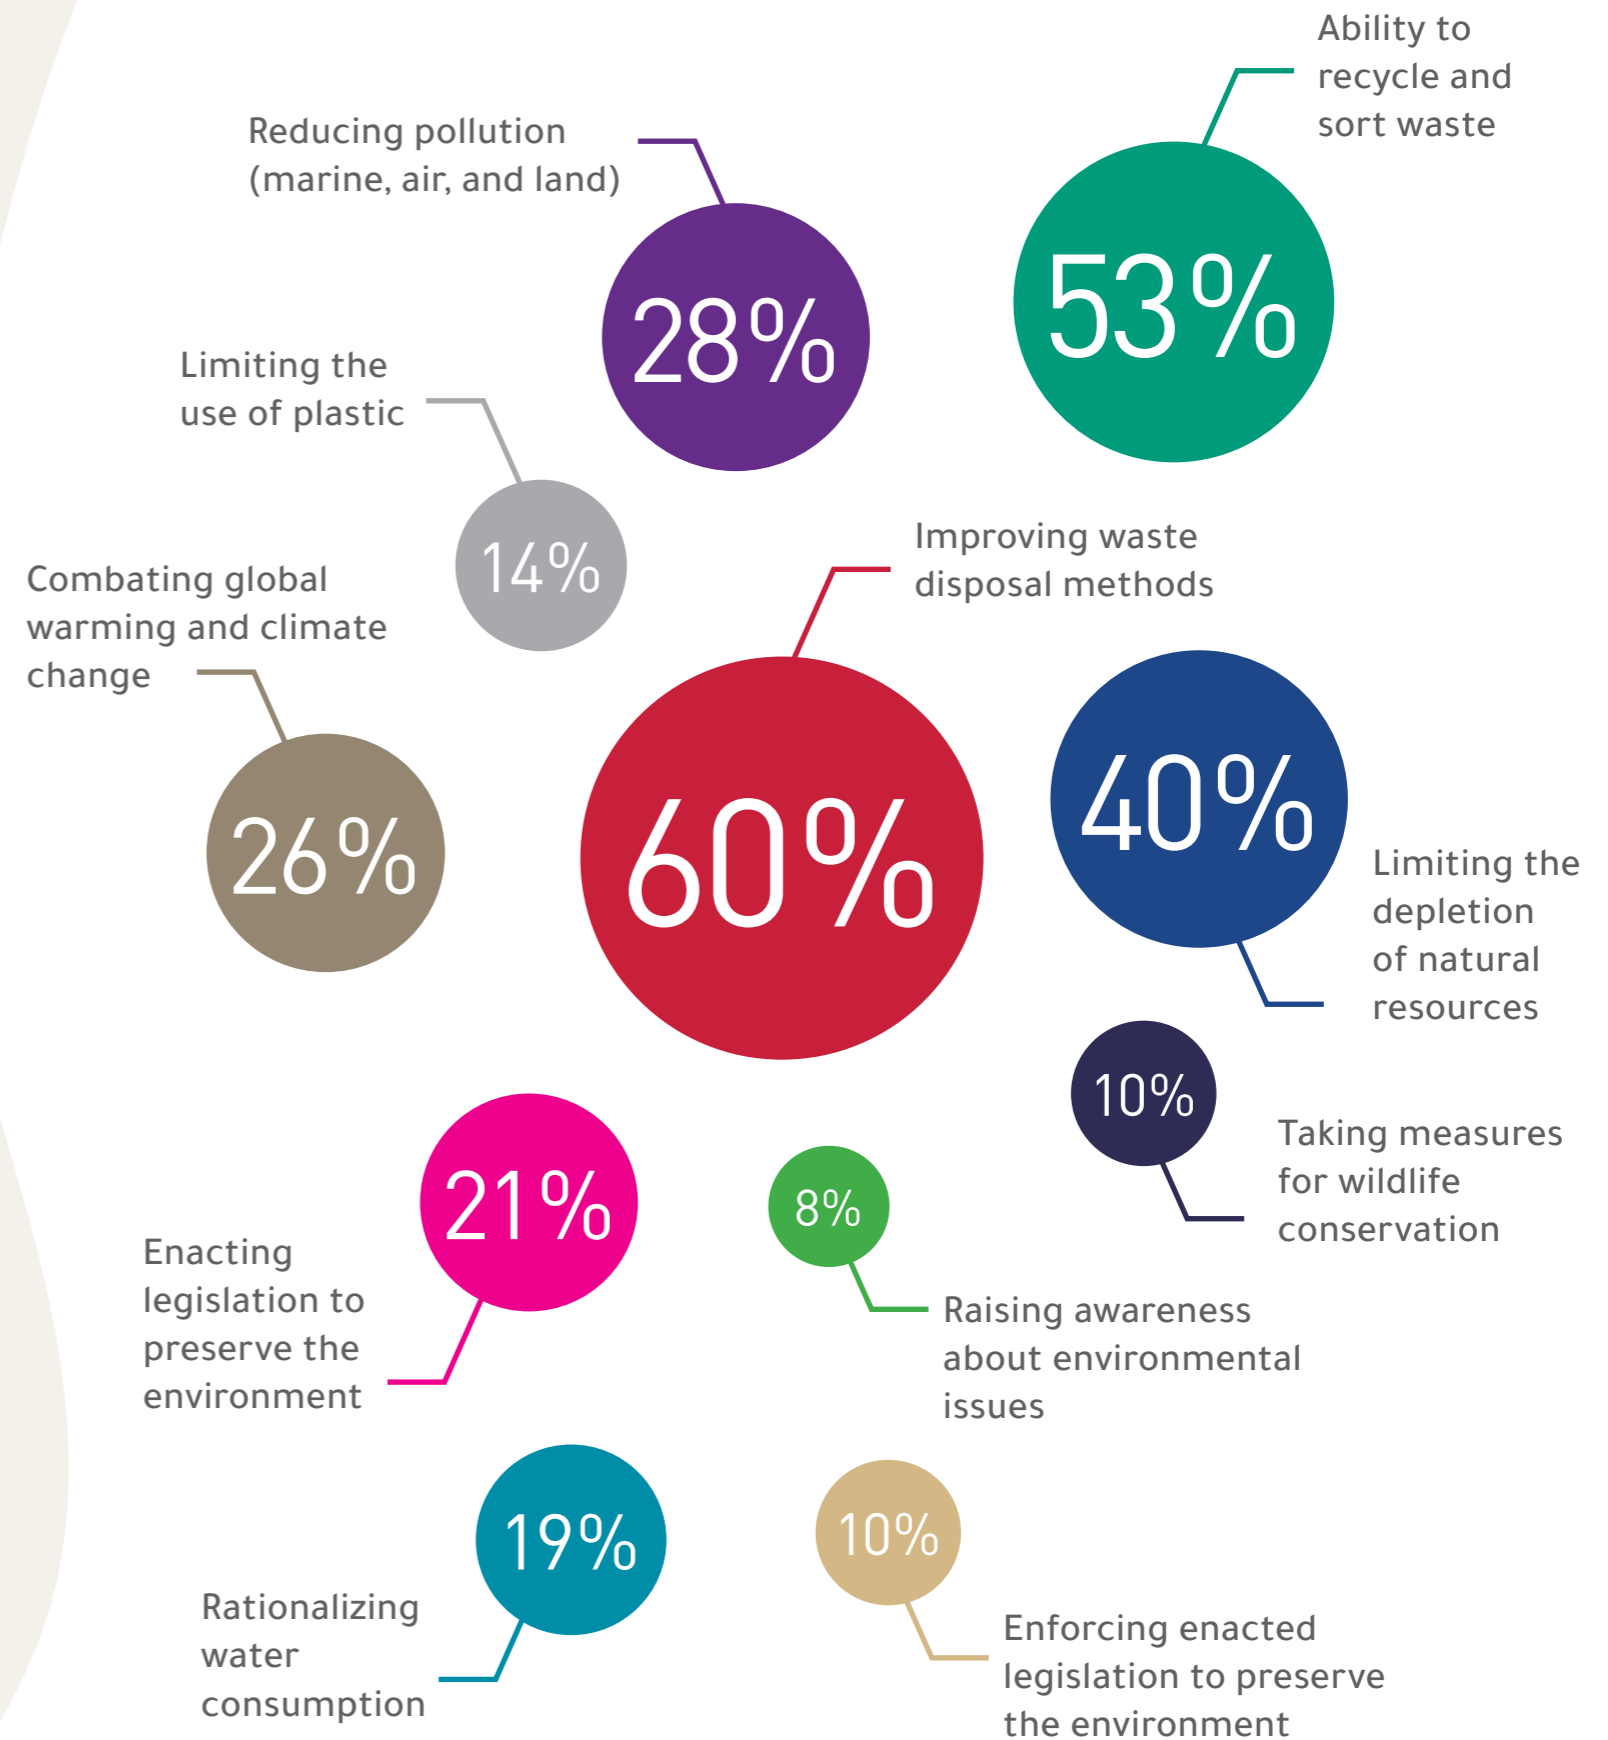 Ability to
recycle and
sort waste
53%
Reducing pollution
(marine, air, and land)
28%
Limiting the
use of plastic
14%
Improving waste
disposal methods
60%
Combating global
warming and climate
change
26%
40%
Limiting the
depletion
of natural
resources
10%
Taking measures
for wildlife
conservation
21%
Enacting
legislation to
preserve the
environment
8%
Raising awareness
about environmental
issues
19%
Rationalizing
water
consumption
10%
Enforcing enacted
legislation to preserve
the environment